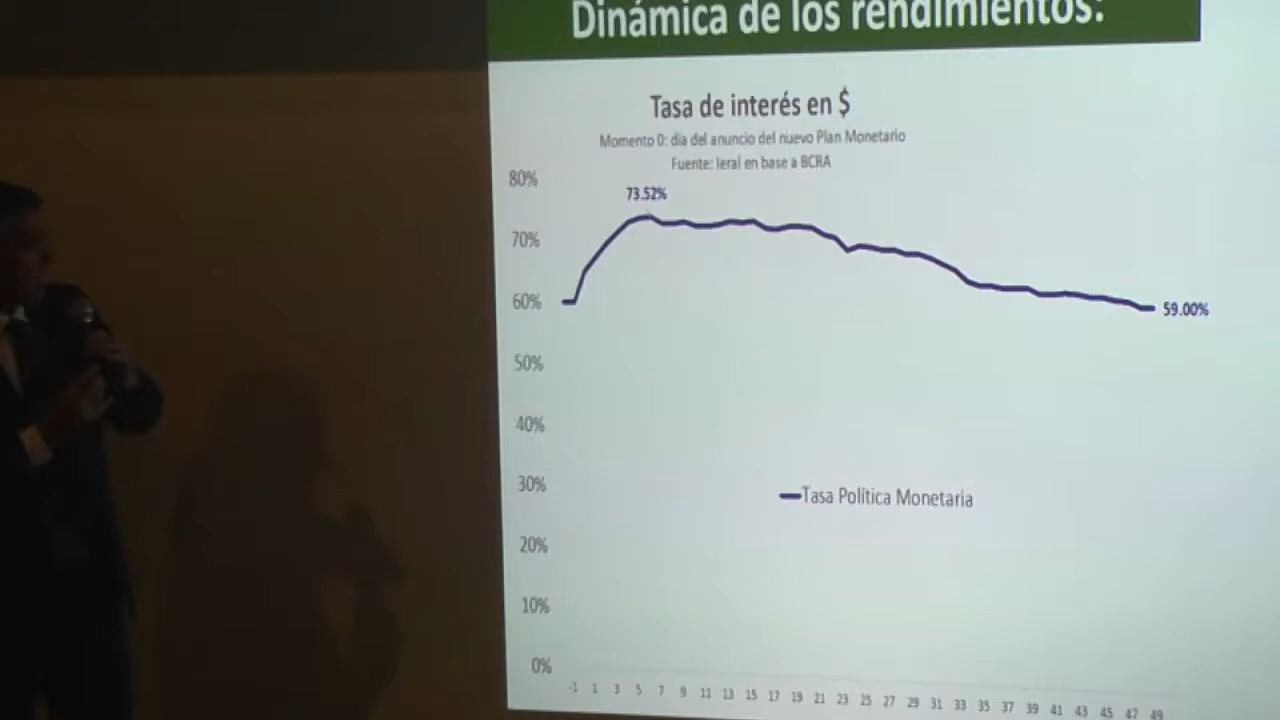 Dinámica de los rendimientos:
Tasa de interés en $
Momento 0: día del anuncio del nuevo Plan Monetario
Fuente: Ieral en base a BCRA
80%
73.52%
70%
60%
59.00%
50%
40%
30%
Tasa Política Monetaria
20%
10%
0%
-1 1 3 5 7 9 11 13 15 17 19 21 23 25 27 29 31 33 35 37 39 41 43 45 47 49